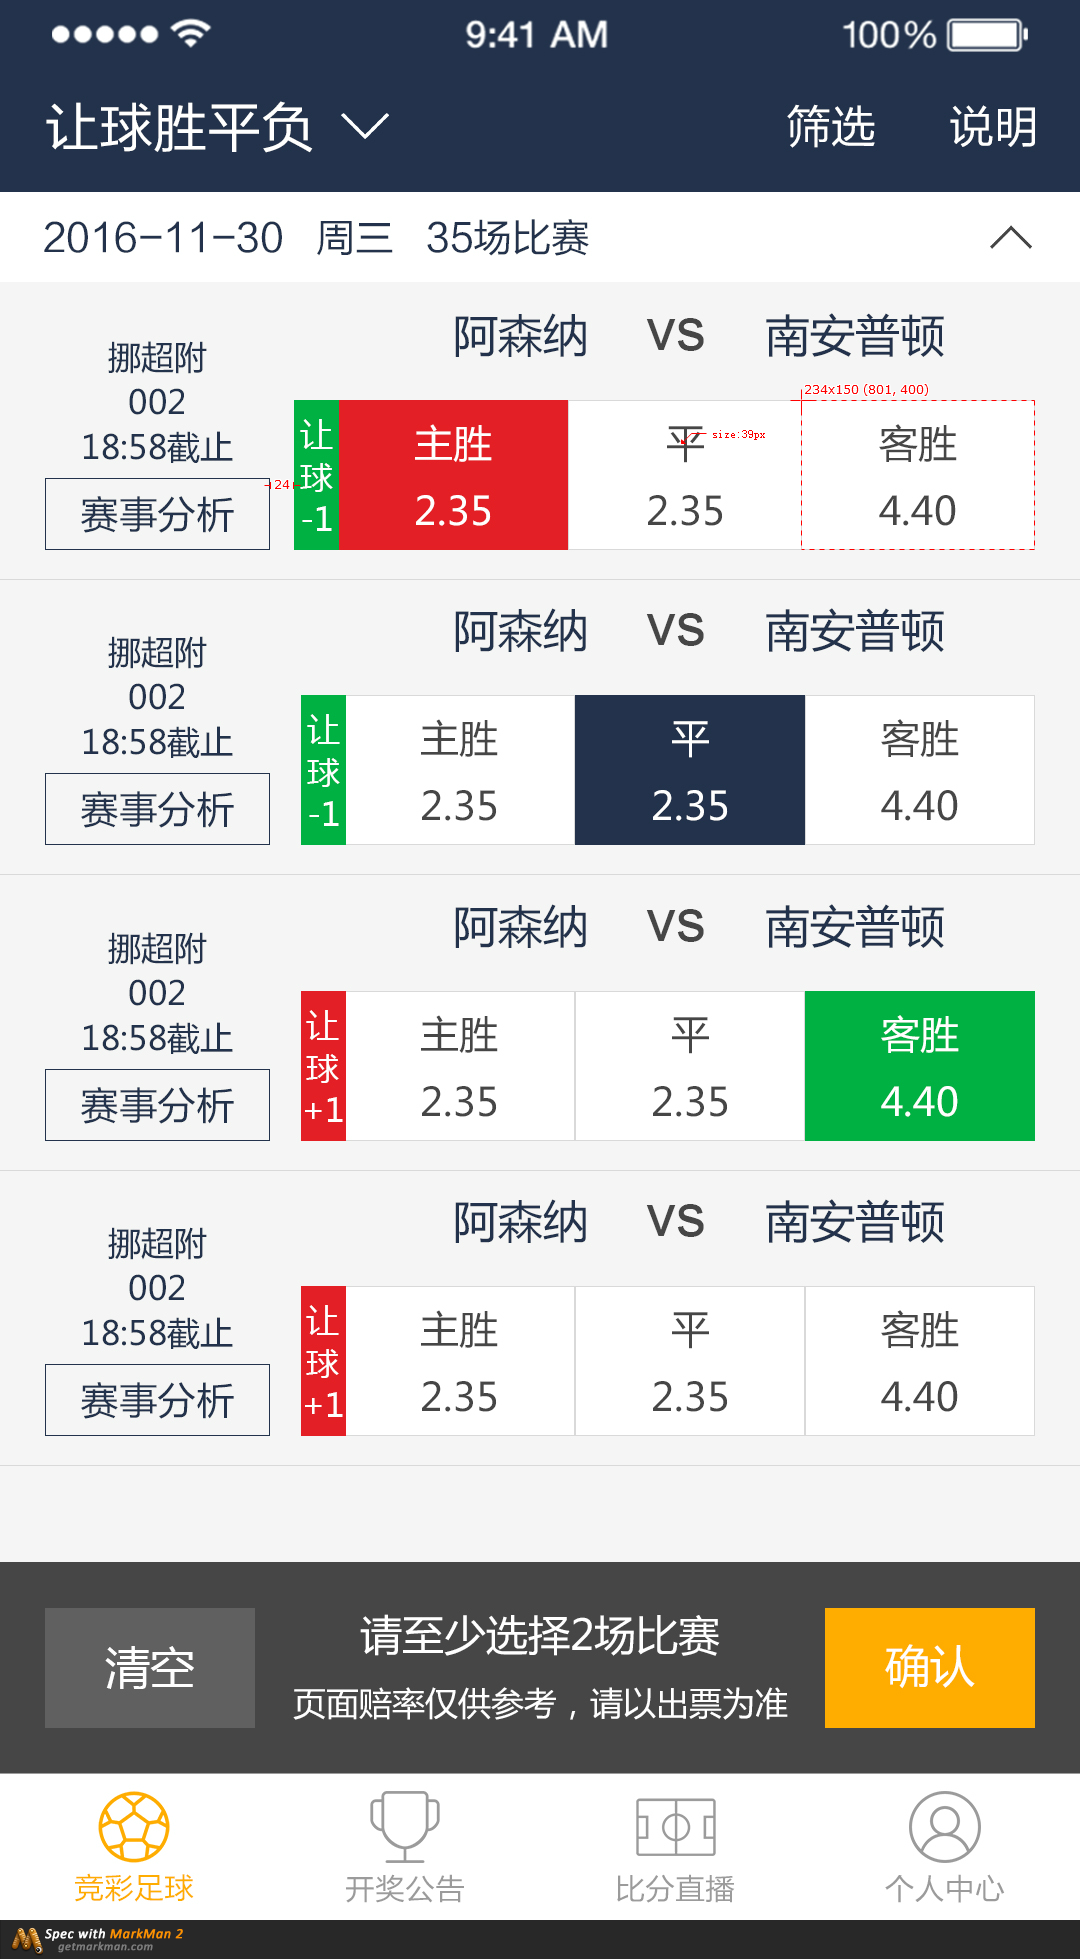 9:41 AM 100%
让球胜平负 筛选 说明
2016-11-30 周三 35场比赛
阿森纳 VS 南安普顿
挪超附
002
18:58截止
赛事分析
234x150 (801, 400)
24
size:39px
让球-1 主胜 平 客胜
2.35 2.35 4.40
阿森纳 VS 南安普顿
挪超附
002
18:58截止
赛事分析
让球-1 主胜 平 客胜
2.35 2.35 4.40
阿森纳 VS 南安普顿
挪超附
002
18:58截止
赛事分析
让球+1 主胜 平 客胜
2.35 2.35 4.40
阿森纳 VS 南安普顿
挪超附
002
18:58截止
赛事分析
让球+1 主胜 平 客胜
2.35 2.35 4.40
清空 请至少选择2场比赛 确认
页面赔率仅供参考，请以出票为准
竞彩足球 开奖公告 比分直播 个人中心
Spec with MarkMan 2
getmarkman.com